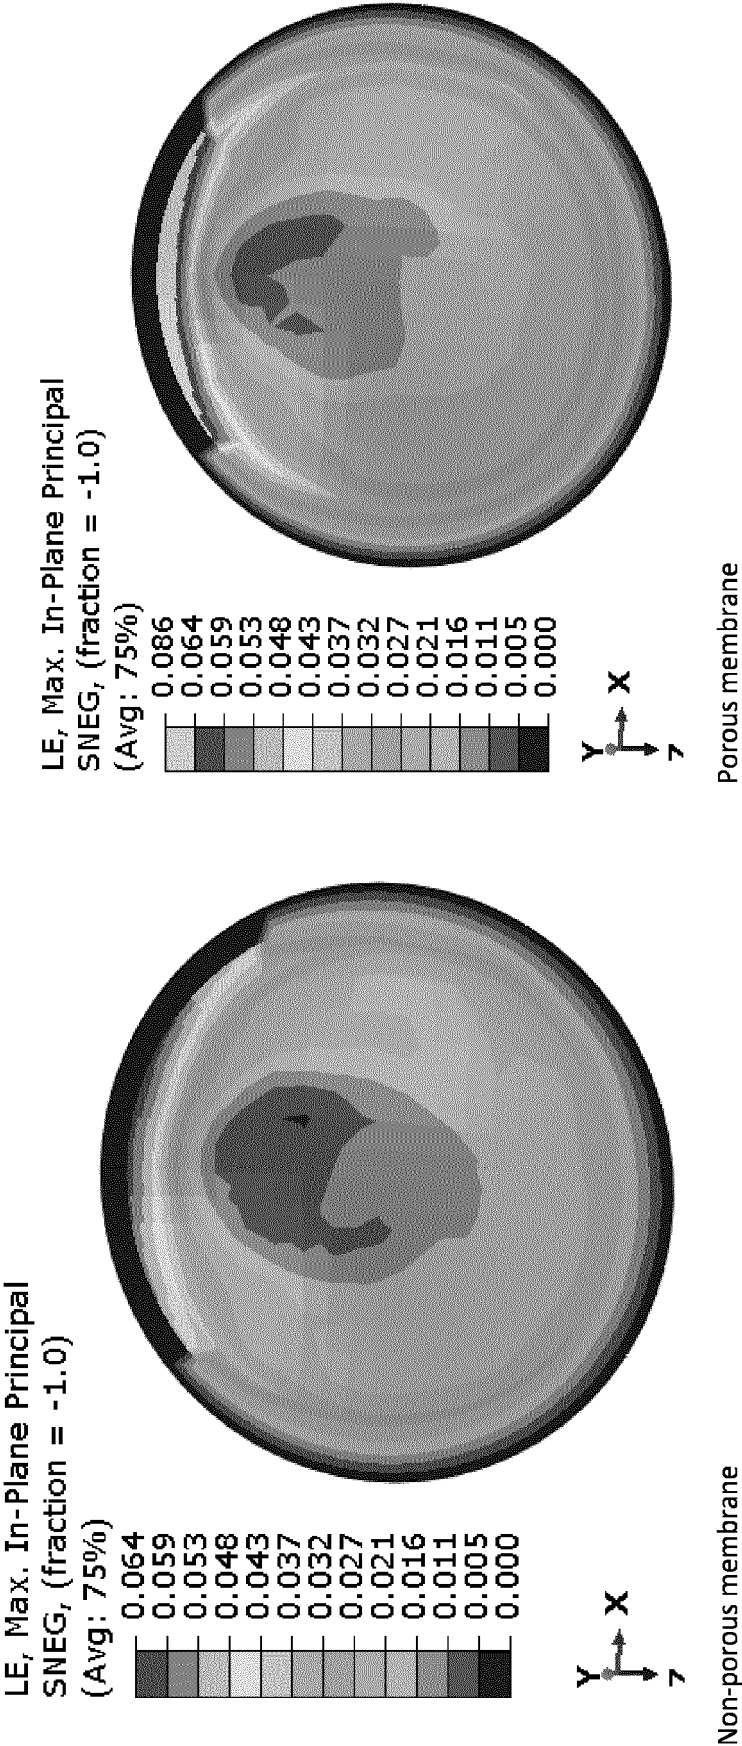 LE, Max. In-Plane Principal
SNEG, (fraction = -1.0)
(Avg: 75%)
0.086
0.064
0.059
0.053
0.048
0.043
0.037
0.032
0.027
0.021
0.016
0.011
0.005
0.000
Y
X
Z
Porous membrane
LE, Max. In-Plane Principal
SNEG, (fraction = -1.0)
(Avg: 75%)
0.064
0.059
0.053
0.048
0.043
0.037
0.032
0.027
0.021
0.016
0.011
0.005
0.000
Y
X
Z
Non-porous membrane